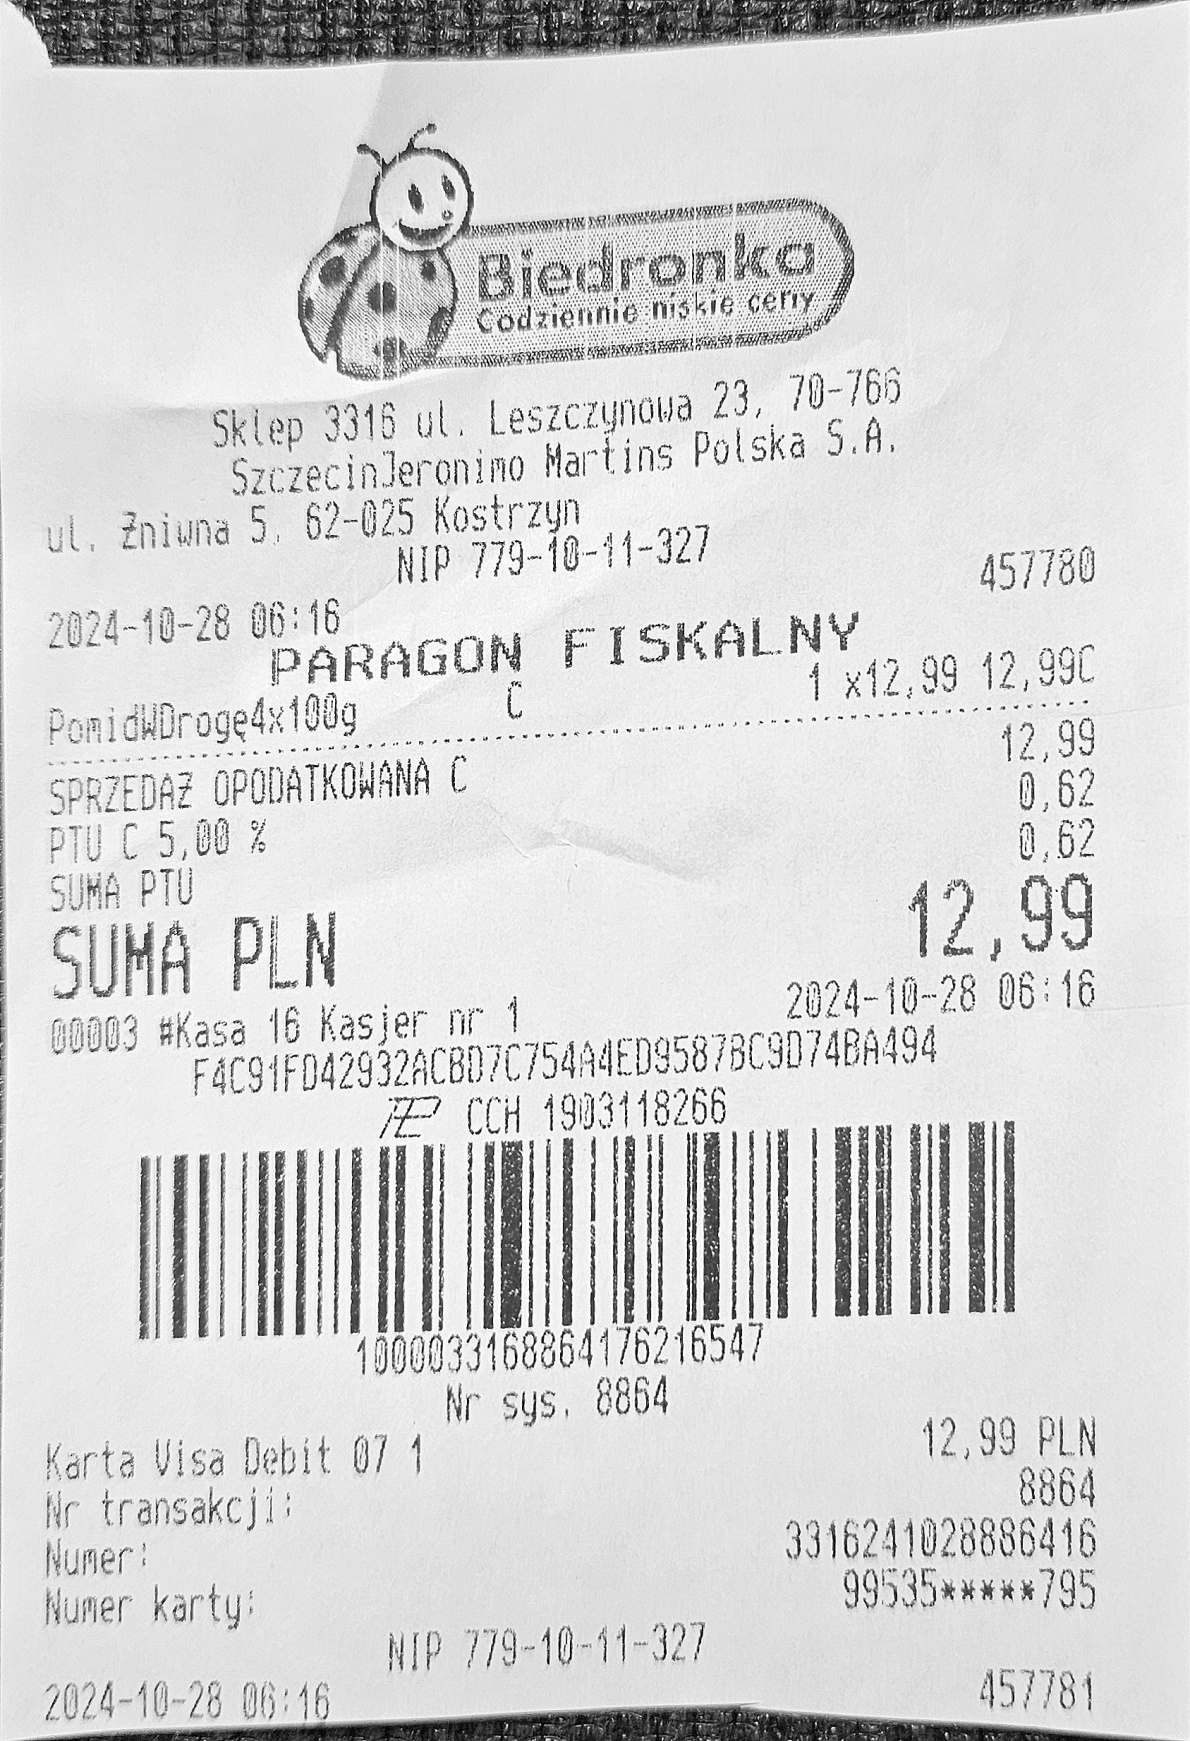 Biedronka
Codziennie niskie ceny
Sklep 3316 ul. Leszczynowa 23, 70-766
SzczecinJeronimo Martins Polska S.A.
ul. Żniwna 5, 62-025 Kostrzyn
NIP 779-10-11-327
2024-10-28 06:16 457780
PARAGON FISKALNY
PomidWDrogę4x100g C 1 x12,99 12,99C
SPRZEDAŻ OPODATKOWANA C 12,99
PTU C 5,00 % 0,62
SUMA PTU 0,62
SUMA PLN 12,99
00003 #Kasa 16 Kasjer nr 1 2024-10-28 06:16
F4C91FD42932ACBD7C754A4ED9587BC9D74BA494
CCH 1903118266
1000033168864176216547
Nr sys. 8864
Karta Visa Debit 07 1 12,99 PLN
Nr transakcji: 8864
Numer: 3316241028886416
Numer karty: 99535*****795
NIP 779-10-11-327
2024-10-28 06:16 457781